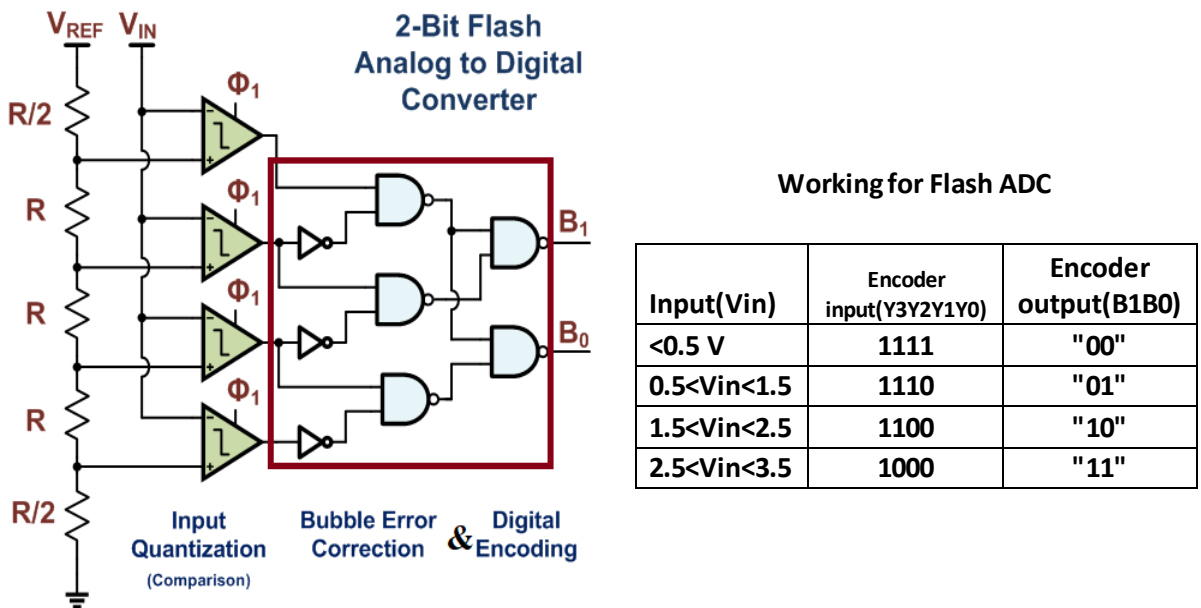 V_REF V_IN
2-Bit Flash
Analog to Digital
Converter
R/2
Φ1
R
Φ1
R
Φ1
R
Φ1
R/2
B1
B0
Input
Quantization
(Comparison)
Bubble Error
Correction
& Digital
Encoding
Working for Flash ADC
Input(Vin) Encoder input(Y3Y2Y1Y0) Encoder output(B1B0)
<0.5 V 1111 "00"
0.5<Vin<1.5 1110 "01"
1.5<Vin<2.5 1100 "10"
2.5<Vin<3.5 1000 "11"